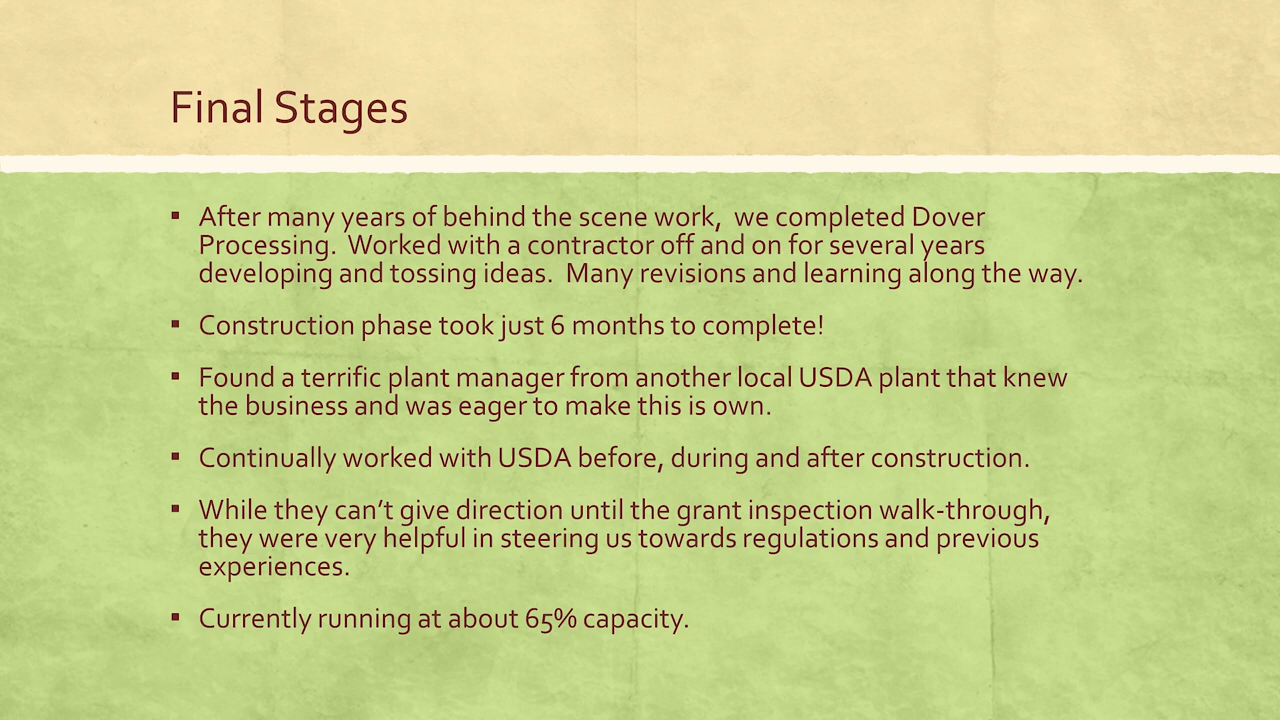 Final Stages
▪ After many years of behind the scene work,  we completed Dover
Processing.  Worked with a contractor off and on for several years
developing and tossing ideas.  Many revisions and learning along the way.
▪ Construction phase took just 6 months to complete!
▪ Found a terrific plant manager from another local USDA plant that knew
the business and was eager to make this is own.
▪ Continually worked with USDA before, during and after construction.
▪ While they can’t give direction until the grant inspection walk-through,
they were very helpful in steering us towards regulations and previous
experiences.
▪ Currently running at about 65% capacity.